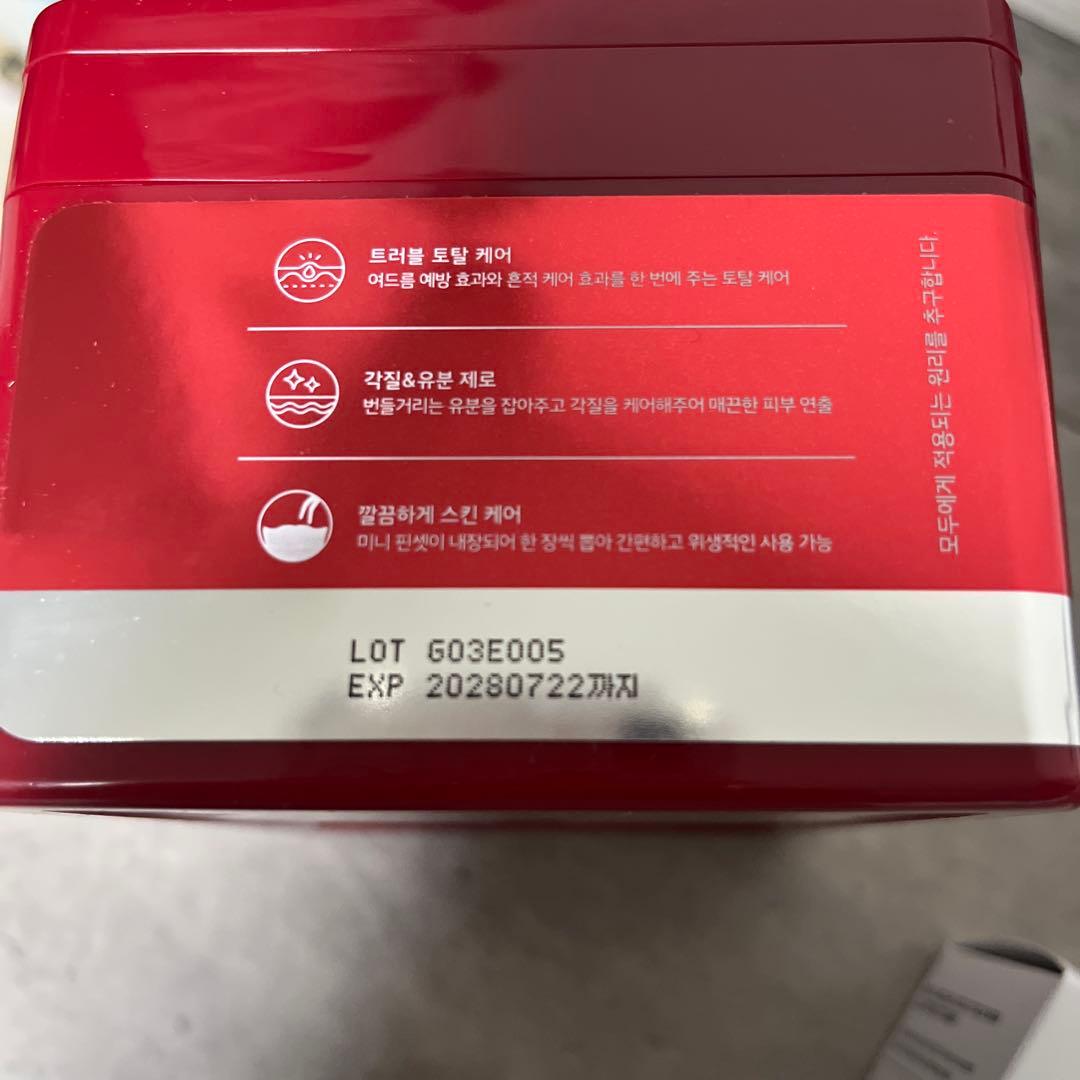 트러블 토탈 케어
여드름 예방 효과와 흔적 케어 효과를 한 번에 주는 토탈 케어
각질&유분 제로
번들거리는 유분을 잡아주고 각질을 케어해주어 매끈한 피부 연출
깔끔하게 스킨 케어
미니 핀셋이 내장되어 한 장씩 뽑아 간편하고 위생적인 사용 가능
모두에게 적용되는 원리를 추구합니다.
LOT G03E005
EXP 20280722까지